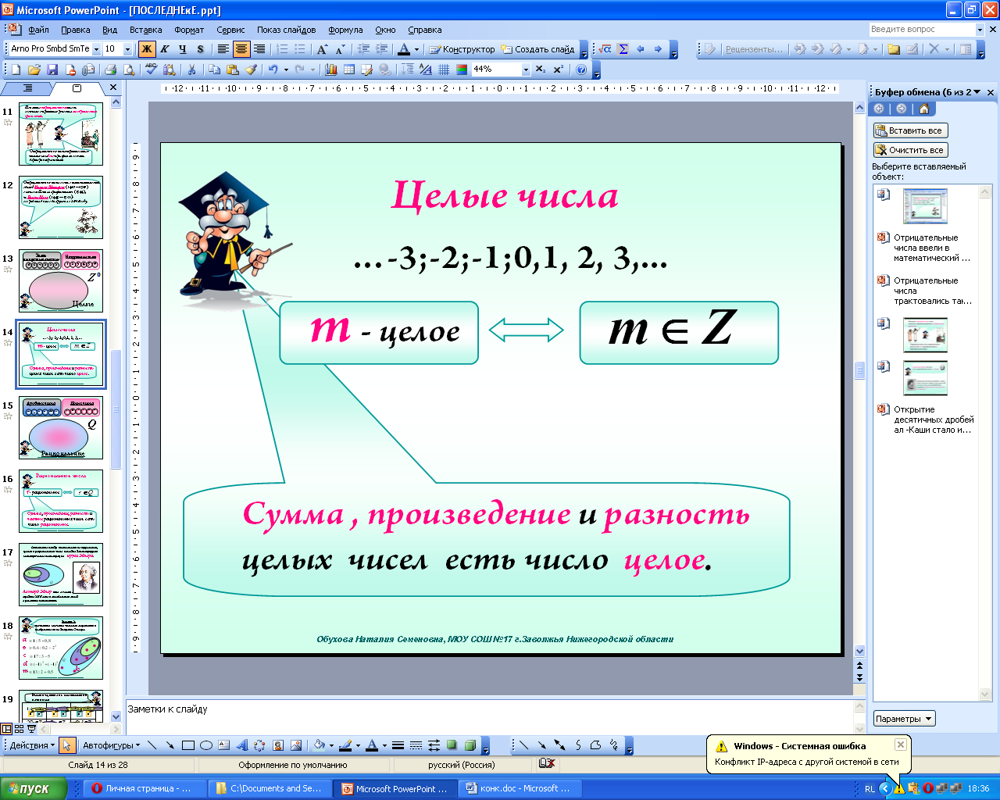 Microsoft PowerPoint - [ПОСЛЕДНЕкЕ.ppt]
Файл Правка Вид Вставка Формат Сервис Показ слайдов Формула Окно Справка
Введите вопрос
Arno Pro Smbd SmTe 10 Ж К Ч S Конструктор Создать слайд Рецензенты...
44%
Буфер обмена (6 из 2
Вставить все
Очистить все
Выберите вставляемый
объект:
Отрицательные
числа ввели в
математический ...
Отрицательные
числа
трактовались так...
Открытие
десятичных дробей
ал -Каши стало и...
Параметры
11
12
13
Z
Целые
14
15
Q
Рациональные
16
Рациональные числа
17
18
19
Целые числа
...-3;-2;-1;0,1, 2, 3,...
m - целое
m ∈ Z
Сумма , произведение и разность
целых чисел есть число целое.
Обухова Наталия Семеновна, МОУ СОШ№17 г.Заволжья Нижегородской области
Заметки к слайду
Действия Автофигуры
Слайд 14 из 28 Оформление по умолчанию русский (Россия)
Windows - Системная ошибка
Конфликт IP-адреса с другой системой в сети
пуск Личная страница - ... C:\Documents and Se... Microsoft PowerPoint ... конк.doc - Microsoft ... RL 18:36